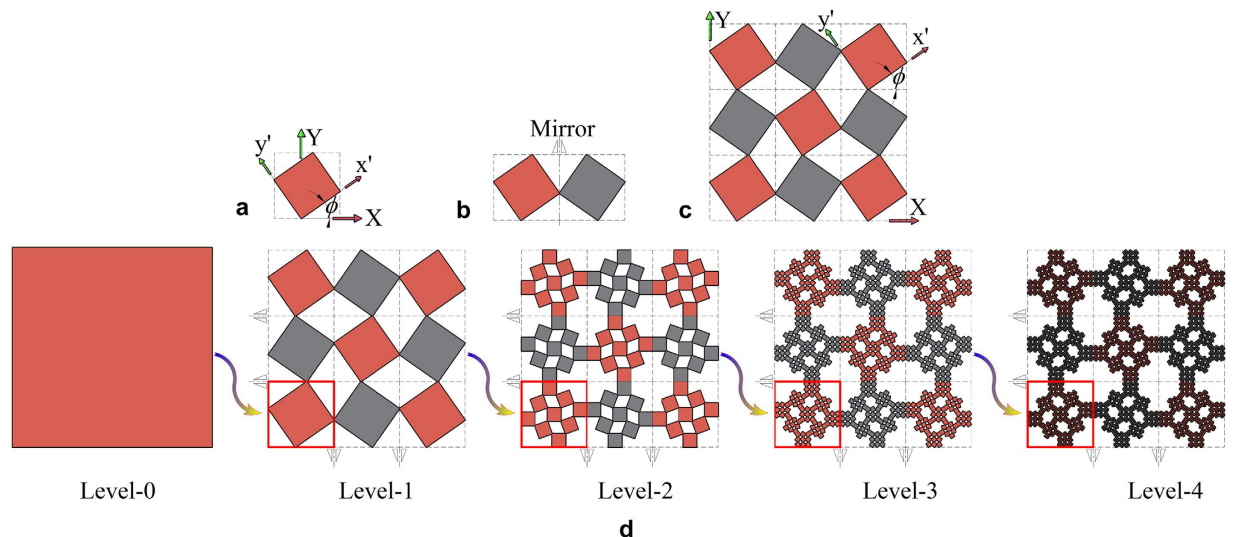 Y
y'
x'
ϕ
X
a
Mirror
b
Y
y'
x'
ϕ
X
c
Level-0
Level-1
Level-2
Level-3
Level-4
d